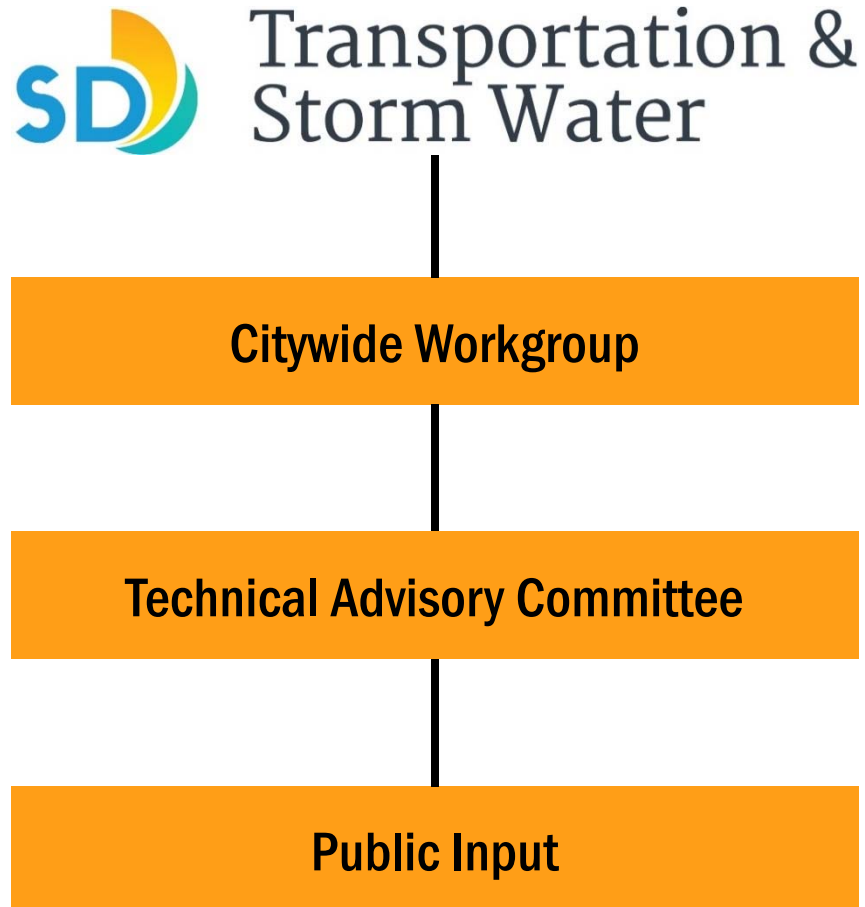 SD
Transportation &
Storm Water
Citywide Workgroup
Technical Advisory Committee
Public Input